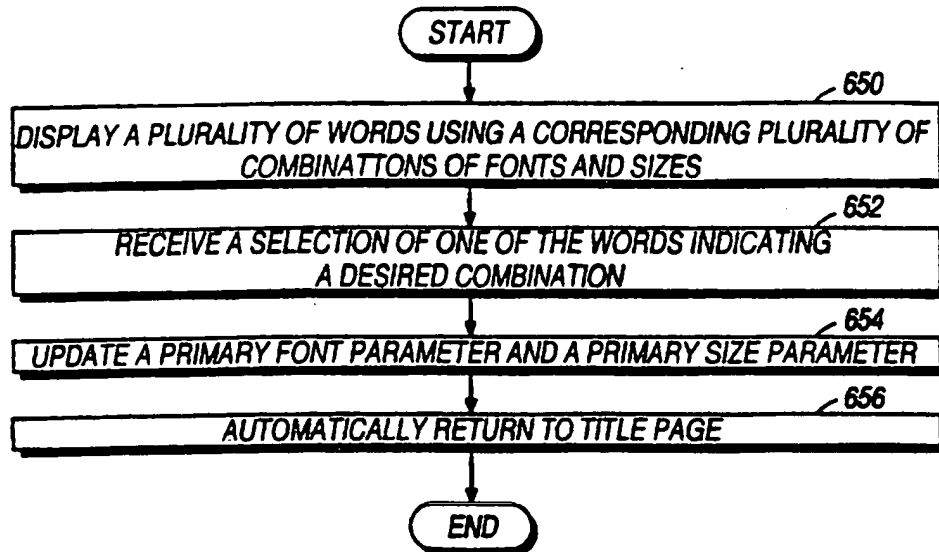 START
650
DISPLAY A PLURALITY OF WORDS USING A CORRESPONDING PLURALITY OF
COMBINATTONS OF FONTS AND SIZES
652
RECEIVE A SELECTION OF ONE OF THE WORDS INDICATING
A DESIRED COMBINATION
654
UPDATE A PRIMARY FONT PARAMETER AND A PRIMARY SIZE PARAMETER
656
AUTOMATICALLY RETURN TO TITLE PAGE
END